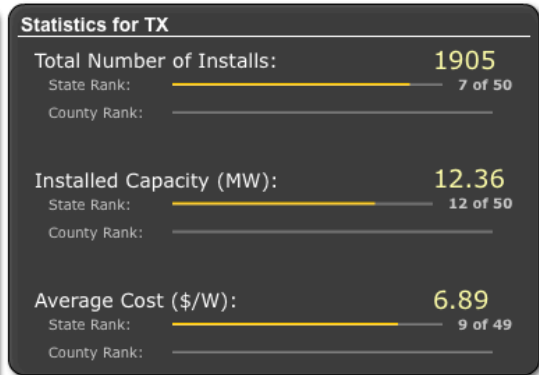 Statistics for TX
Total Number of Installs: 1905
State Rank: 7 of 50
County Rank:
Installed Capacity (MW): 12.36
State Rank: 12 of 50
County Rank:
Average Cost ($/W): 6.89
State Rank: 9 of 49
County Rank: